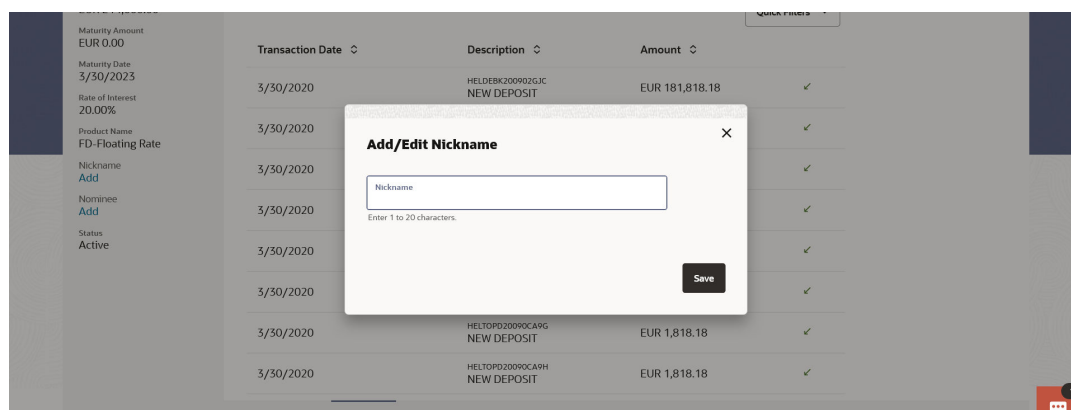 Quick Filters
Maturity Amount
EUR 0.00
Maturity Date
3/30/2023
Rate of Interest
20.00%
Product Name
FD-Floating Rate
Nickname
Add
Nominee
Add
Status
Active
Transaction Date Description Amount
3/30/2020 HELDEBK200902GJC NEW DEPOSIT EUR 181,818.18
3/30/2020
3/30/2020
3/30/2020
3/30/2020
3/30/2020
3/30/2020 HELTOPD20090CA9G NEW DEPOSIT EUR 1,818.18
3/30/2020 HELTOPD20090CA9H NEW DEPOSIT EUR 1,818.18
Add/Edit Nickname
Nickname
Enter 1 to 20 characters.
Save